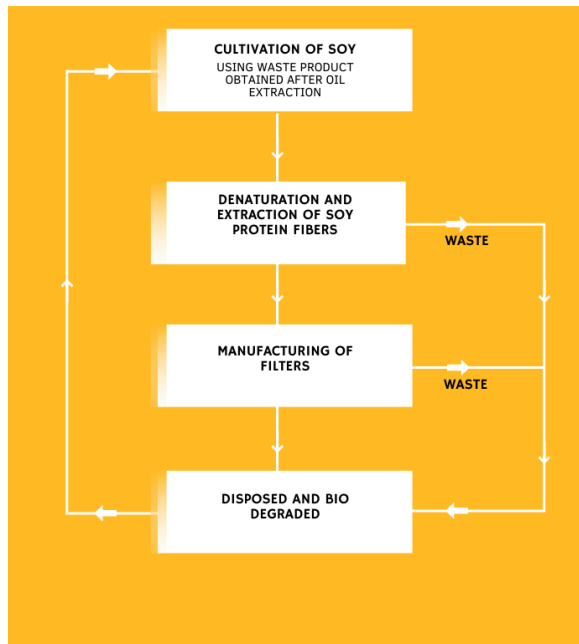 CULTIVATION OF SOY
USING WASTE PRODUCT
OBTAINED AFTER OIL
EXTRACTION
DENATURATION AND
EXTRACTION OF SOY
PROTEIN FIBERS
WASTE
MANUFACTURING OF
FILTERS
WASTE
DISPOSED AND BIO
DEGRADED